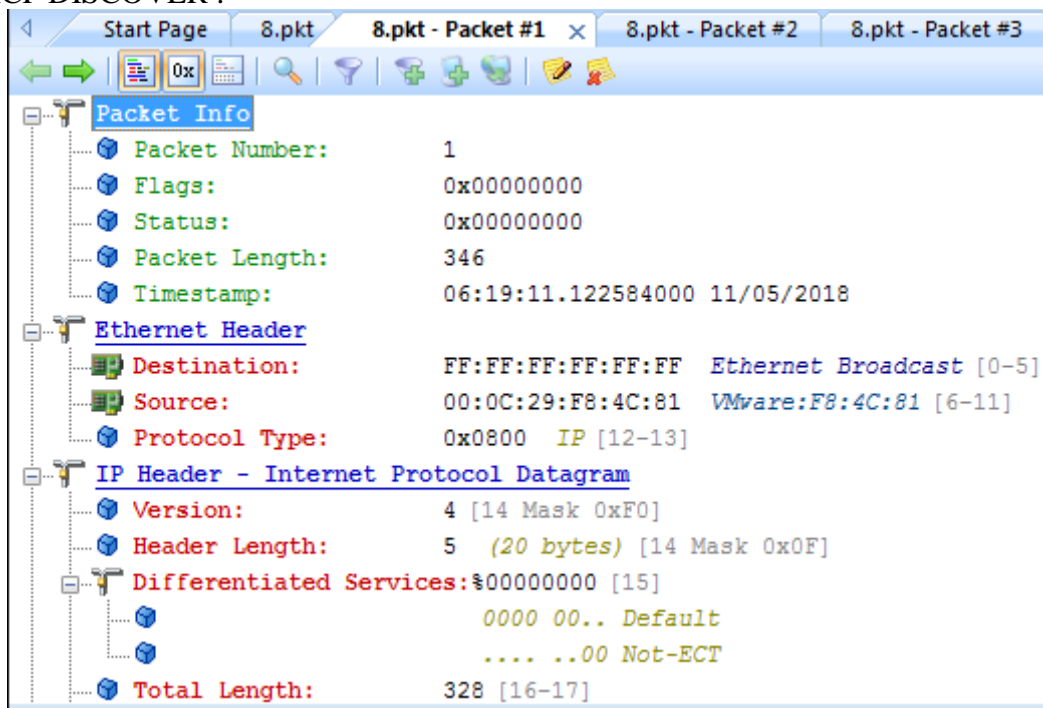 DISCOVER
Start Page 8.pkt 8.pkt - Packet #1 × 8.pkt - Packet #2 8.pkt - Packet #3
0x
Packet Info
Packet Number: 1
Flags: 0x00000000
Status: 0x00000000
Packet Length: 346
Timestamp: 06:19:11.122584000 11/05/2018
Ethernet Header
Destination: FF:FF:FF:FF:FF:FF Ethernet Broadcast [0-5]
Source: 00:0C:29:F8:4C:81 VMware:F8:4C:81 [6-11]
Protocol Type: 0x0800 IP [12-13]
IP Header - Internet Protocol Datagram
Version: 4 [14 Mask 0xF0]
Header Length: 5 (20 bytes) [14 Mask 0x0F]
Differentiated Services:%00000000 [15]
0000 00.. Default
.... ..00 Not-ECT
Total Length: 328 [16-17]